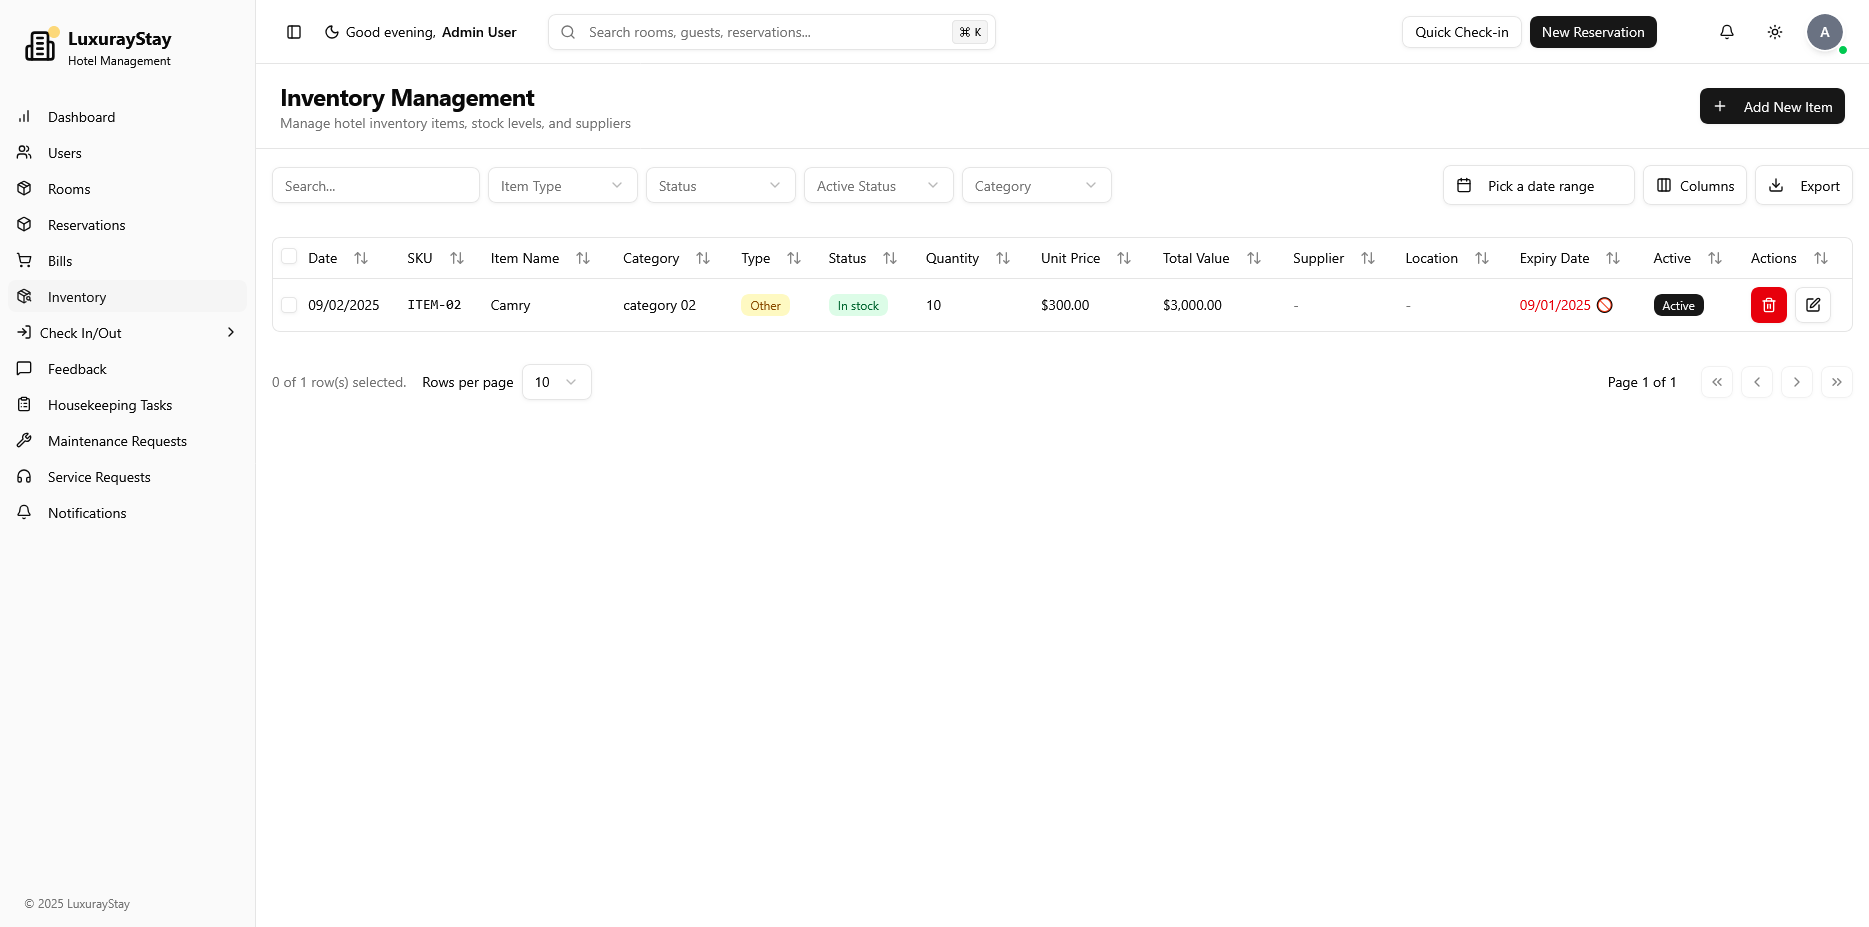 LuxurayStay
Hotel Management
Dashboard
Users
Rooms
Reservations
Bills
Inventory
Check In/Out
Feedback
Housekeeping Tasks
Maintenance Requests
Service Requests
Notifications
© 2025 LuxurayStay
Good evening, Admin User
Search rooms, guests, reservations...
⌘ K
Quick Check-in
New Reservation
A
Inventory Management
Manage hotel inventory items, stock levels, and suppliers
Add New Item
Search...
Item Type
Status
Active Status
Category
Pick a date range
Columns
Export
Date SKU Item Name Category Type Status Quantity Unit Price Total Value Supplier Location Expiry Date Active Actions
09/02/2025 ITEM-02 Camry category 02 Other In stock 10 $300.00 $3,000.00 - - 09/01/2025 Active
0 of 1 row(s) selected. Rows per page 10
Page 1 of 1